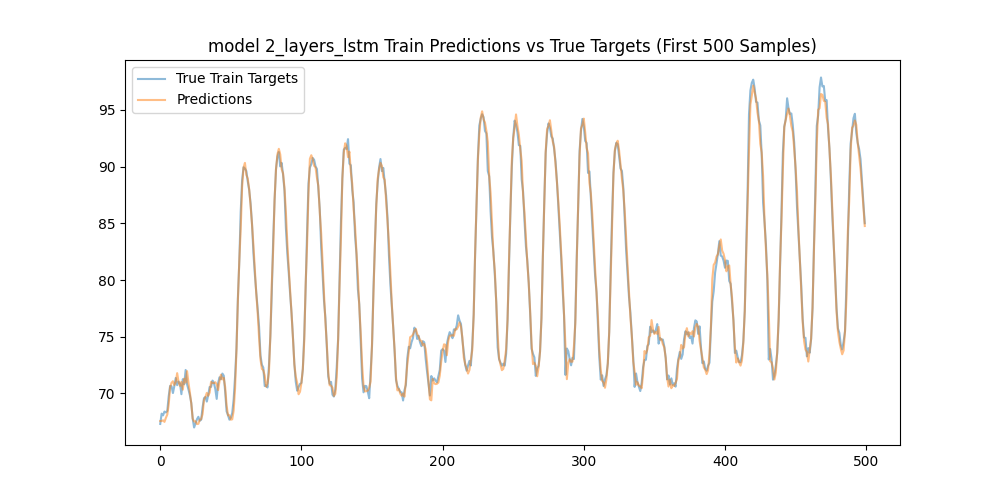 model 2_layers_lstm Train Predictions vs True Targets (First 500 Samples)
True Train Targets
Predictions
95
90
85
80
75
70
0 100 200 300 400 500